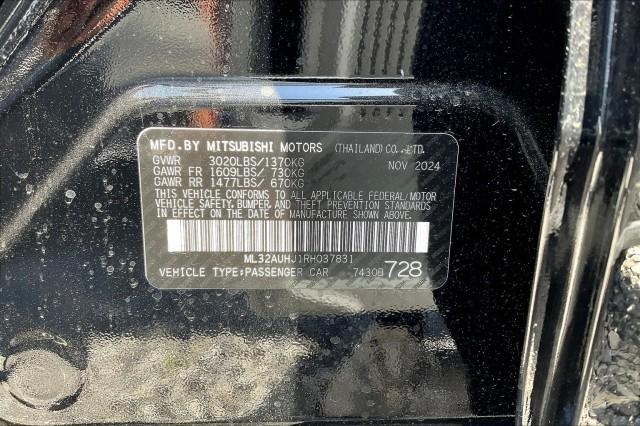 MFD.BY MITSUBISHI MOTORS (THAILAND) CO.,LTD.
GVWR 3020LBS/1370KG NOV 2024
GAWR FR 1609LBS/ 730KG
GAWR RR 1477LBS/ 670KG
THIS VEHICLE CONFORMS TO ALL APPLICABLE FEDERAL/MOTOR
VEHICLE SAFETY, BUMPER, AND THEFT PREVENTION STANDARDS
IN EFFECT ON THE DATE OF MANUFACTURE SHOWN ABOVE.
ML32AUHJ1RH037831
VEHICLE TYPE:PASSENGER CAR 7430B 728